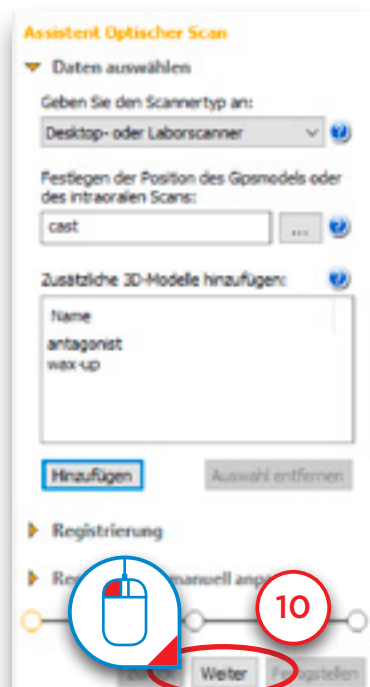 Assistent Optischer Scan
Daten auswählen
Geben Sie den Scannertyp an:
Desktop- oder Laborscanner
Festlegen der Position des Gipsmodels oder
des intraoralen Scans:
cast
...
Zusätzliche 3D-Modelle hinzufügen:
Name
antagonist
wax-up
Hinzufügen
Auswahl entfernen
Registrierung
manuell
10
Weiter